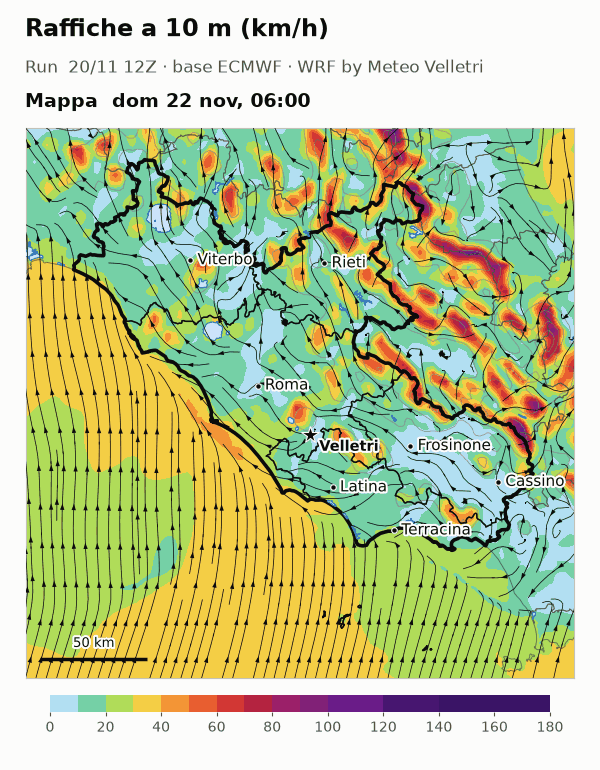 Raffiche a 10 m (km/h)
Run 20/11 12Z · base ECMWF · WRF by Meteo Velletri
Mappa dom 22 nov, 06:00
Viterbo
Rieti
Roma
Velletri
Frosinone
Cassino
Latina
Terracina
50 km
0 20 40 60 80 100 120 140 160 180